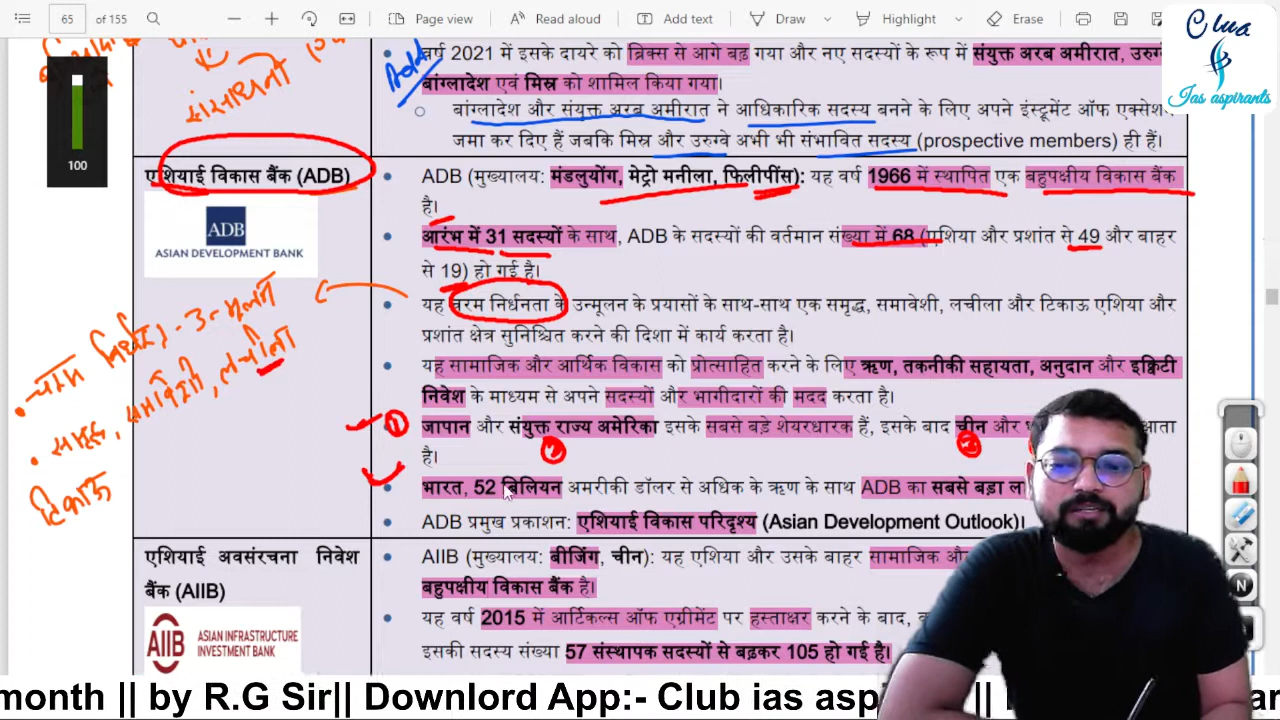 65 of 155
Page view
Read aloud
Add text
Draw
Highlight
Erase
Club
Ias aspirants
100
Add
वर्ष 2021 में इसके दायरे को ब्रिक्स से आगे बढ़ गया और नए सदस्यों के रूप में संयुक्त अरब अमीरात, उरुग्वे
बांग्लादेश एवं मिस्र को शामिल किया गया।
बांग्लादेश और संयुक्त अरब अमीरात ने आधिकारिक सदस्य बनने के लिए अपने इंस्ट्रूमेंट ऑफ एक्सेश
जमा कर दिए हैं जबकि मिस्र और उरुग्वे अभी भी संभावित सदस्य (prospective members) ही हैं।
एशियाई विकास बैंक (ADB)
ADB
ASIAN DEVELOPMENT BANK
ADB (मुख्यालय: मंडलुयोंग, मेट्रो मनीला, फिलीपींस): यह वर्ष 1966 में स्थापित एक बहुपक्षीय विकास बैंक
है।
आरंभ में 31 सदस्यों के साथ, ADB के सदस्यों की वर्तमान संख्या में 68 (एशिया और प्रशांत से 49 और बाहर
से 19) हो गई है।
यह चरम निर्धनता के उन्मूलन के प्रयासों के साथ-साथ एक समृद्ध, समावेशी, लचीला और टिकाऊ एशिया और
प्रशांत क्षेत्र सुनिश्चित करने की दिशा में कार्य करता है।
यह सामाजिक और आर्थिक विकास को प्रोत्साहित करने के लिए ऋण, तकनीकी सहायता, अनुदान और इक्विटी
निवेश के माध्यम से अपने सदस्यों और भागीदारों की मदद करता है।
जापान और संयुक्त राज्य अमेरिका इसके सबसे बड़े शेयरधारक हैं, इसके बाद चीन और
आता
है।
भारत, 52 बिलियन अमरीकी डॉलर से अधिक के ऋण के साथ ADB का सबसे बड़ा
ADB प्रमुख प्रकाशन: एशियाई विकास परिदृश्य (Asian Development Outlook)।
समृद्ध, समावेशी, लचीला
टिकाऊ
एशियाई अवसंरचना निवेश
बैंक (AIIB)
AIIB
ASIAN INFRASTRUCTURE
INVESTMENT BANK
AIIB (मुख्यालय: बीजिंग, चीन): यह एशिया और उसके बाहर सामाजिक और
बहुपक्षीय विकास बैंक है।
यह वर्ष 2015 में आर्टिकल्स ऑफ एग्रीमेंट पर हस्ताक्षर करने के बाद,
इसकी सदस्य संख्या 57 संस्थापक सदस्यों से बढ़कर 105 हो गई है।
month || by R.G Sir|| Downlord App:- Club ias aspirants ||